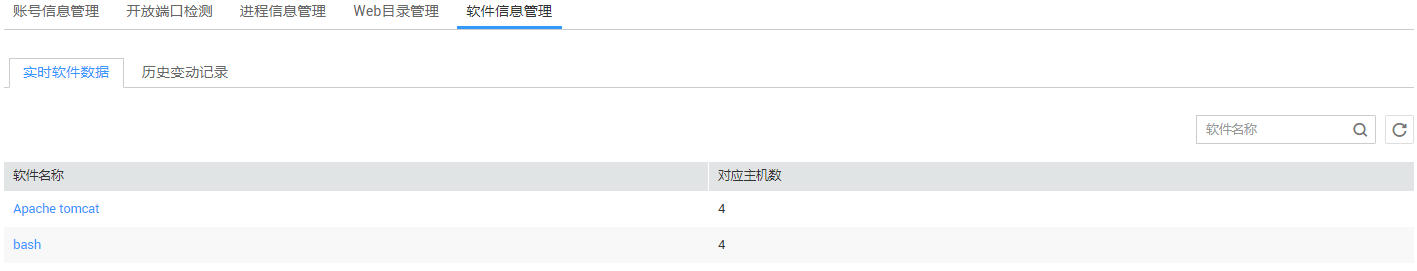 账号信息管理 开放端口检测 进程信息管理 Web目录管理 软件信息管理
实时软件数据 历史变动记录
软件名称
软件名称 对应主机数
Apache tomcat 4
bash 4